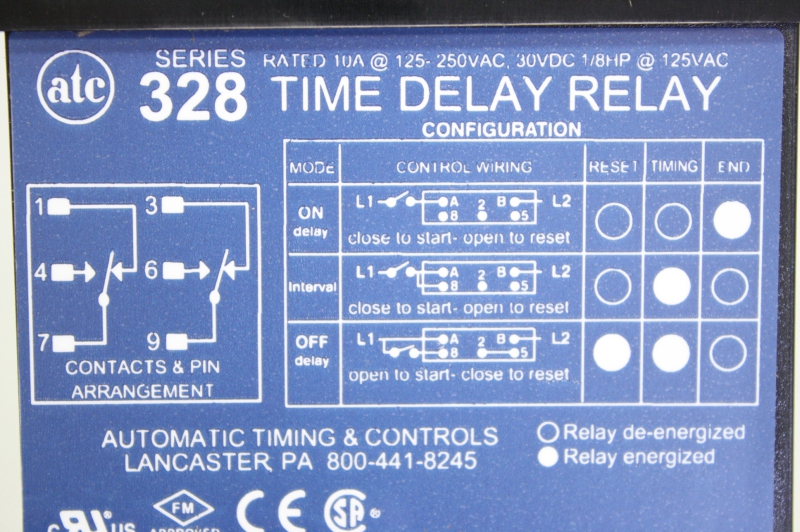 atc
SERIES
328
RATED 10A @ 125- 250VAC, 30VDC 1/8HP @ 125VAC
TIME DELAY RELAY
CONFIGURATION
MODE CONTROL WIRING RESET TIMING END
ON
delay
L1 A 2 B L2
8 5
close to start- open to reset
Interval
L1 A 2 B L2
8 5
close to start- open to reset
OFF
delay
L1 A 2 B L2
8 5
open to start- close to reset
1 3
4 6
7 9
CONTACTS & PIN
ARRANGEMENT
AUTOMATIC TIMING & CONTROLS
LANCASTER, PA 800-441-8245
Relay de-energized
Relay energized
c US
FM
APPROVED
CE
SA